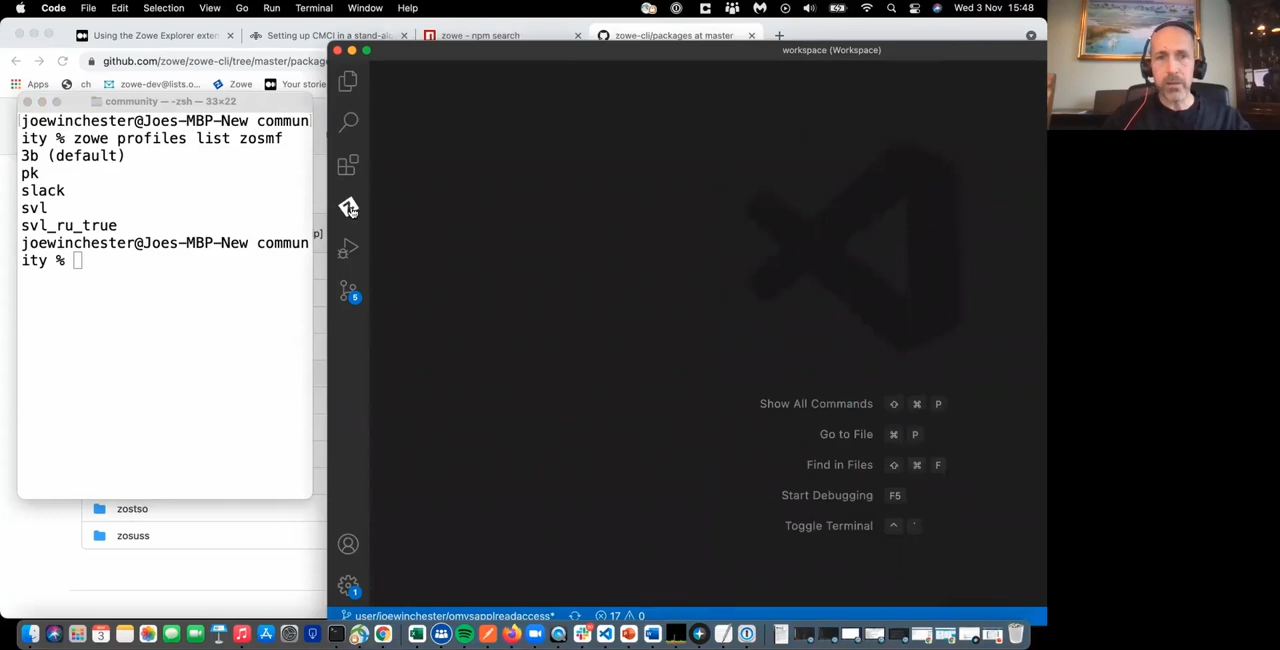 Code File Edit Selection View Go Run Terminal Window Help Wed 3 Nov 15:48
Using the Zowe Explorer exten
Setting up CMCI in a stand-alo
zowe - npm search
zowe-cli/packages at master
github.com/zowe/zowe-cli/tree/master/package
Apps ch zowe-dev@lists.o... Zowe Your storie
workspace (Workspace)
community — -zsh — 33×22
joewinchester@Joes-MBP-New commun
ity % zowe profiles list zosmf
3b (default)
pk
slack
svl
svl_ru_true
joewinchester@Joes-MBP-New commun
ity %
p]
5
Show All Commands ⇧ ⌘ P
Go to File ⌘ P
Find in Files ⇧ ⌘ F
Start Debugging F5
Toggle Terminal ^ `
zostso
zosuss
1
user/joewinchester/omvsapplreadaccess* 17 0
3